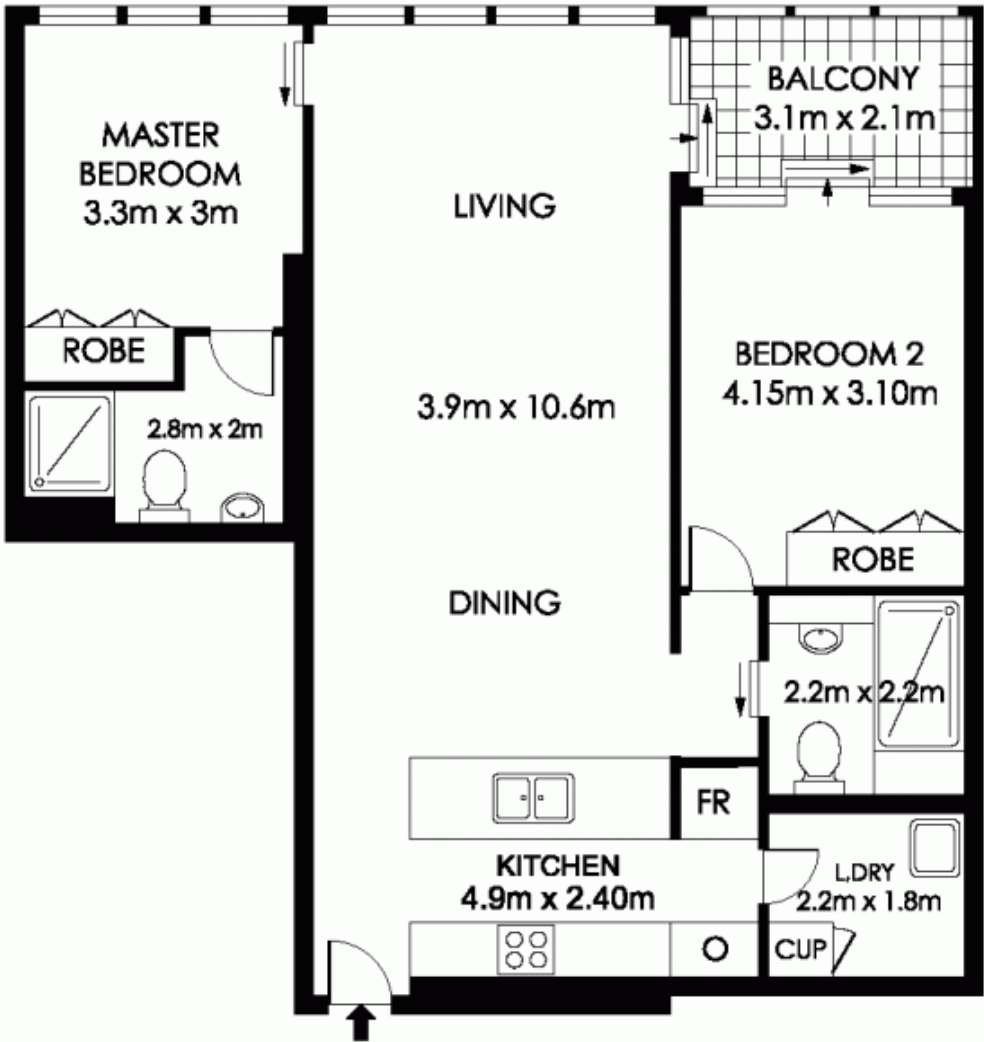 MASTER
BEDROOM
3.3m x 3m
BALCONY
3.1m x 2.1m
LIVING
ROBE
BEDROOM 2
4.15m x 3.10m
3.9m x 10.6m
2.8m x 2m
ROBE
DINING
2.2m x 2.2m
FR
KITCHEN
4.9m x 2.40m
L,DRY
2.2m x 1.8m
CUP